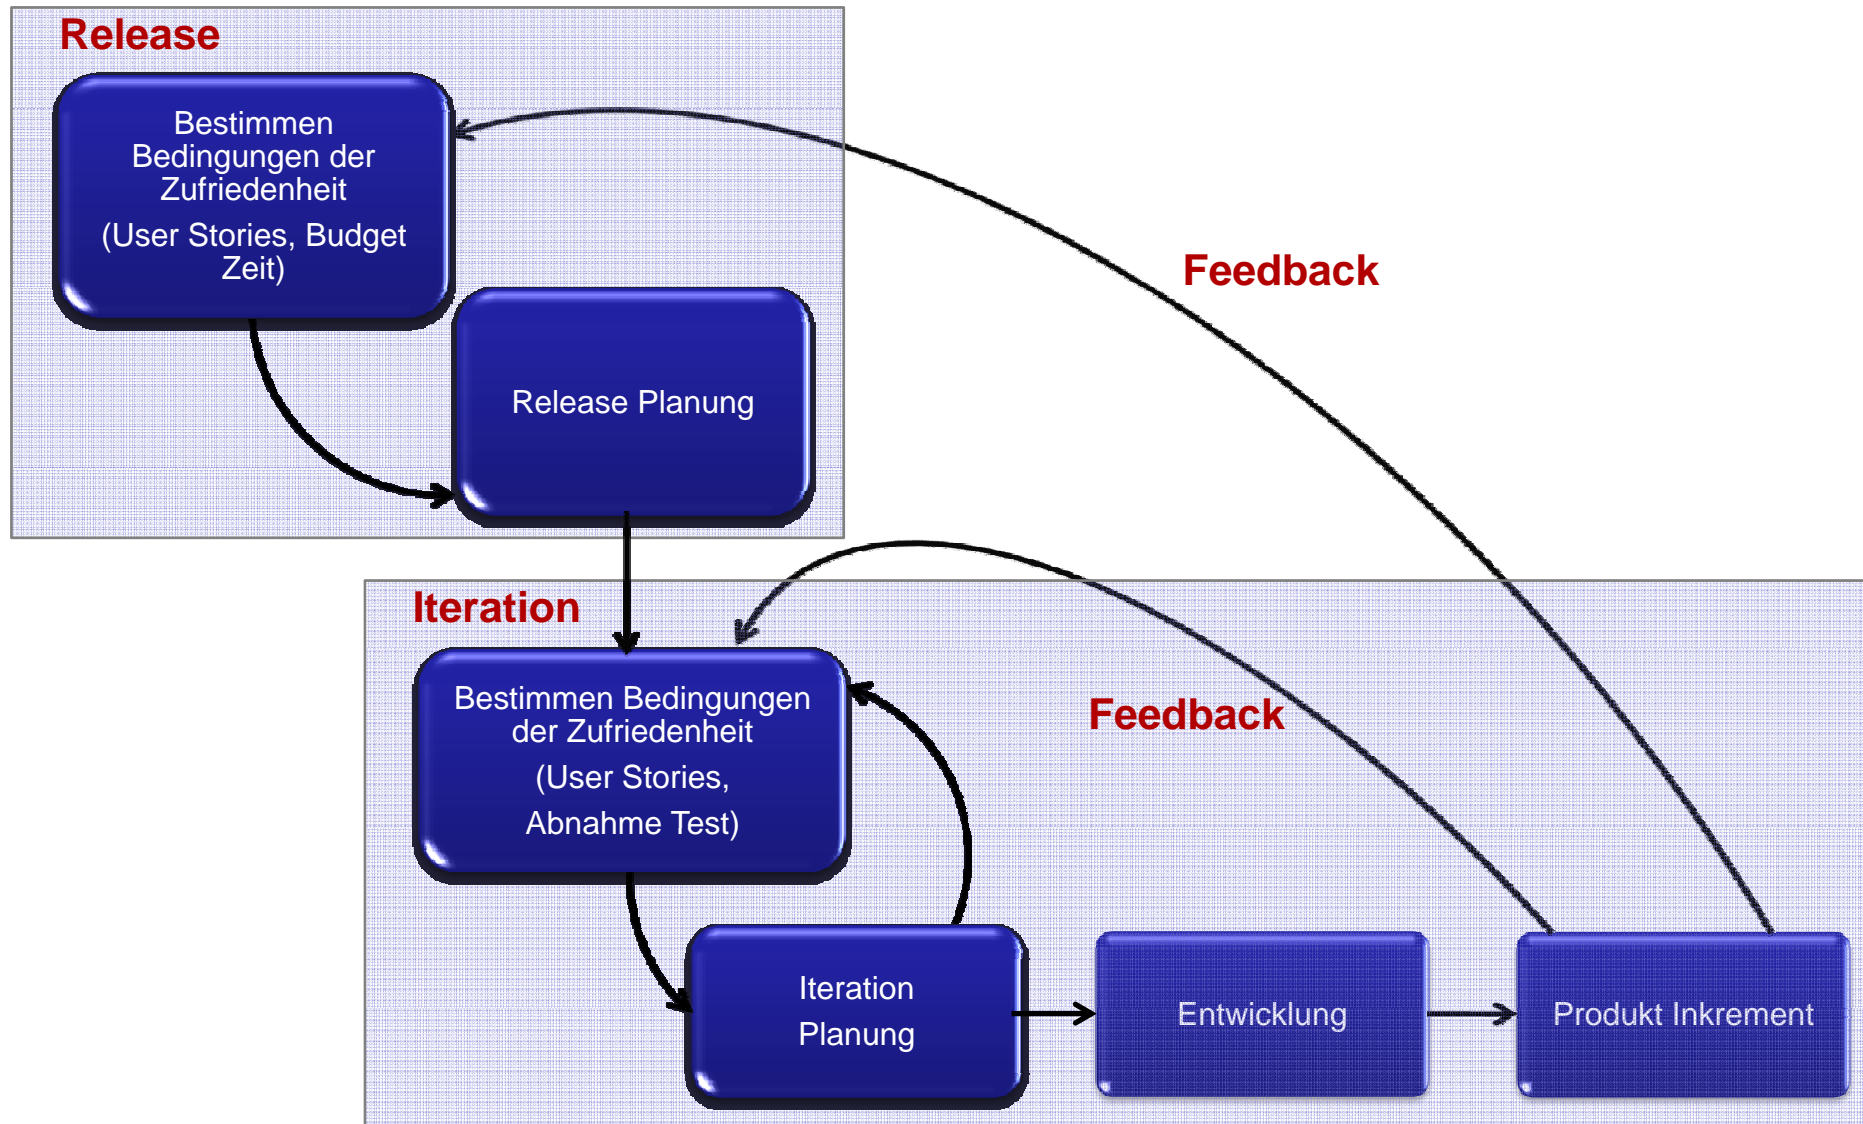 Release
Bestimmen
Bedingungen der
Zufriedenheit
(User Stories, Budget
Zeit)
Release Planung
Feedback
Iteration
Bestimmen Bedingungen
der Zufriedenheit
(User Stories,
Abnahme Test)
Feedback
Iteration
Planung
Entwicklung
Produkt Inkrement